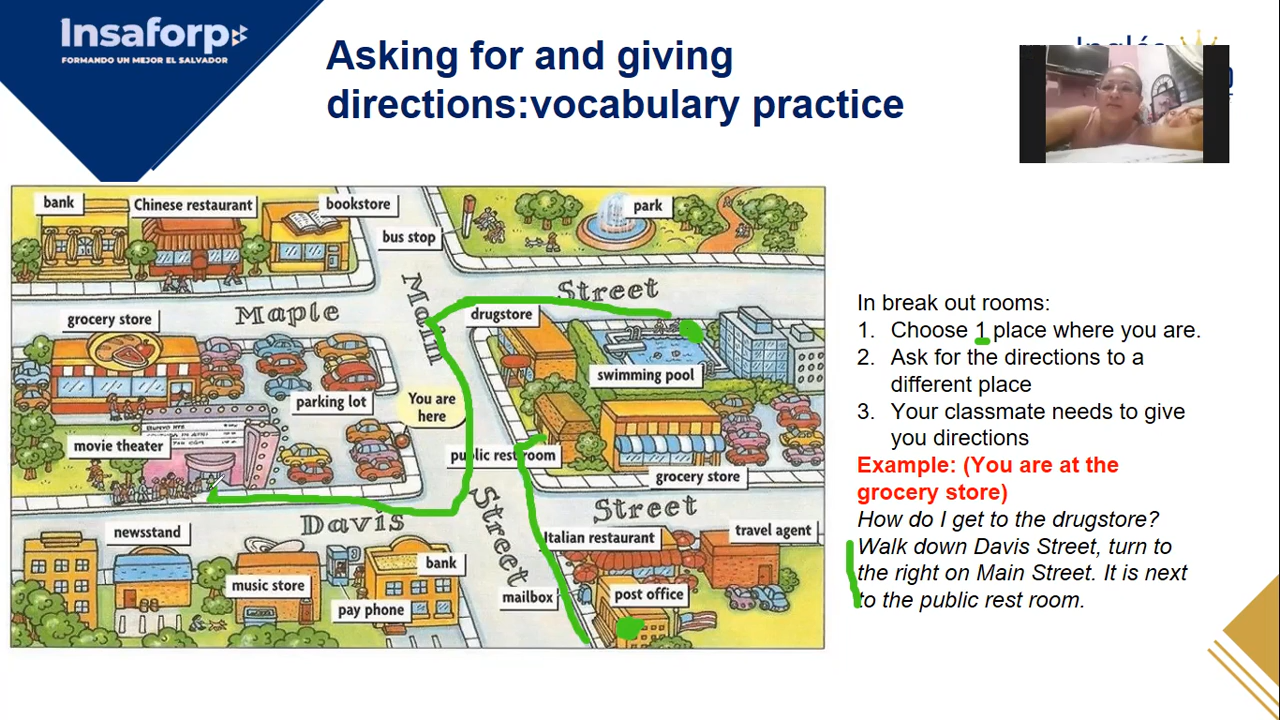 Insaforp
FORMANDO UN MEJOR EL SALVADOR
Asking for and giving
directions:vocabulary practice
bank
Chinese restaurant
bookstore
bus stop
park
Maple
Main
Street
grocery store
drugstore
swimming pool
parking lot
You are
here
movie theater
public rest room
grocery store
Davis
Street
Street
newsstand
Italian restaurant
travel agent
music store
bank
pay phone
mailbox
post office
In break out rooms:
1. Choose 1 place where you are.
2. Ask for the directions to a
different place
3. Your classmate needs to give
you directions
Example: (You are at the
grocery store)
How do I get to the drugstore?
Walk down Davis Street, turn to
the right on Main Street. It is next
to the public rest room.